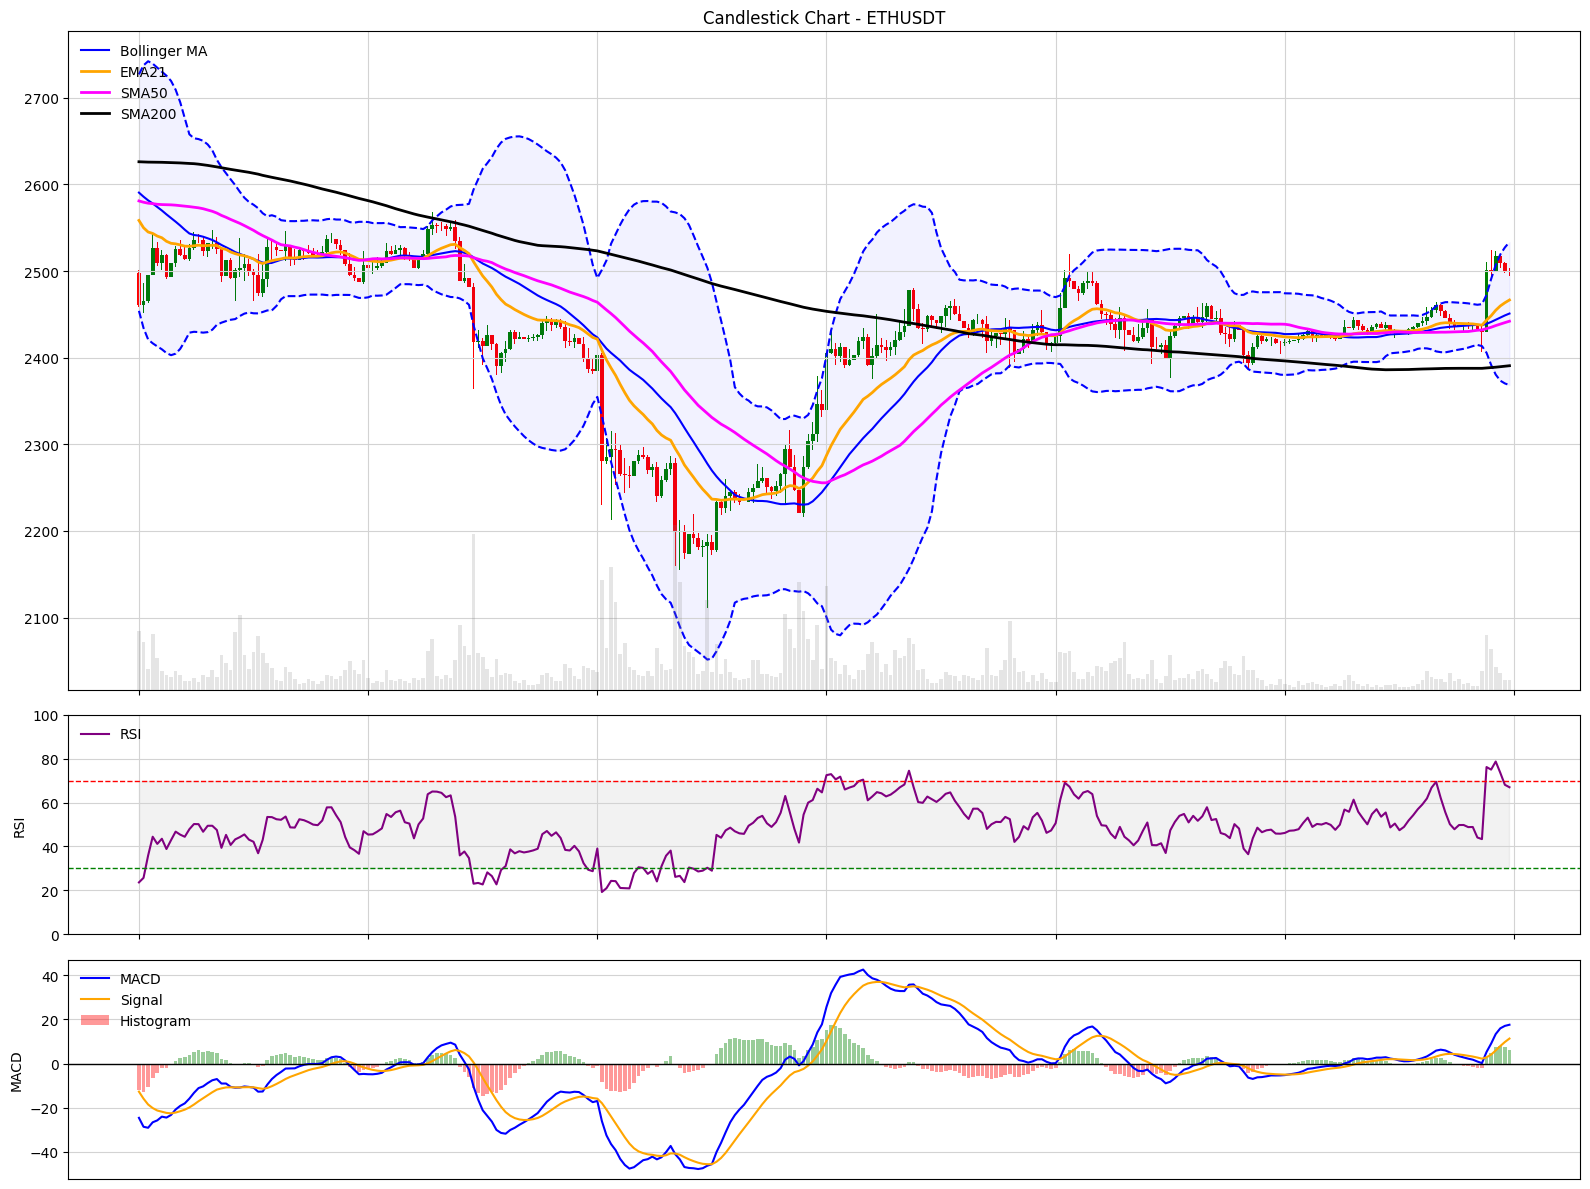 Candlestick Chart - ETHUSDT
Bollinger MA
EMA21
SMA50
SMA200
2700
2600
2500
2400
2300
2200
2100
100
80
60
40
20
0
RSI
RSI
40
20
0
−20
−40
MACD
MACD
Signal
Histogram